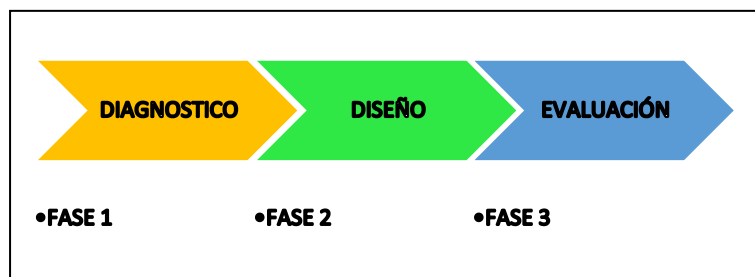 DIAGNOSTICO DISEÑO EVALUACIÓN
•FASE 1 •FASE 2 •FASE 3